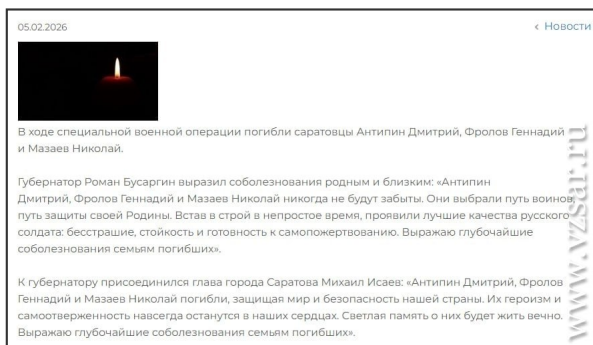 05.02.2026
‹ Новости
В ходе специальной военной операции погибли саратовцы Антипин Дмитрий, Фролов Геннадий
и Мазаев Николай.
Губернатор Роман Бусаргин выразил соболезнования родным и близким: «Антипин
Дмитрий, Фролов Геннадий и Мазаев Николай никогда не будут забыты. Они выбрали путь воинов,
путь защиты своей Родины. Встав в строй в непростое время, проявили лучшие качества русского
солдата: бесстрашие, стойкость и готовность к самопожертвованию. Выражаю глубочайшие
соболезнования семьям погибших».
К губернатору присоединился глава города Саратова Михаил Исаев: «Антипин Дмитрий, Фролов
Геннадий и Мазаев Николай погибли, защищая мир и безопасность нашей страны. Их героизм и
самоотверженность навсегда останутся в наших сердцах. Светлая память о них будет жить вечно.
Выражаю глубочайшие соболезнования семьям погибших».
www.vzsar.ru